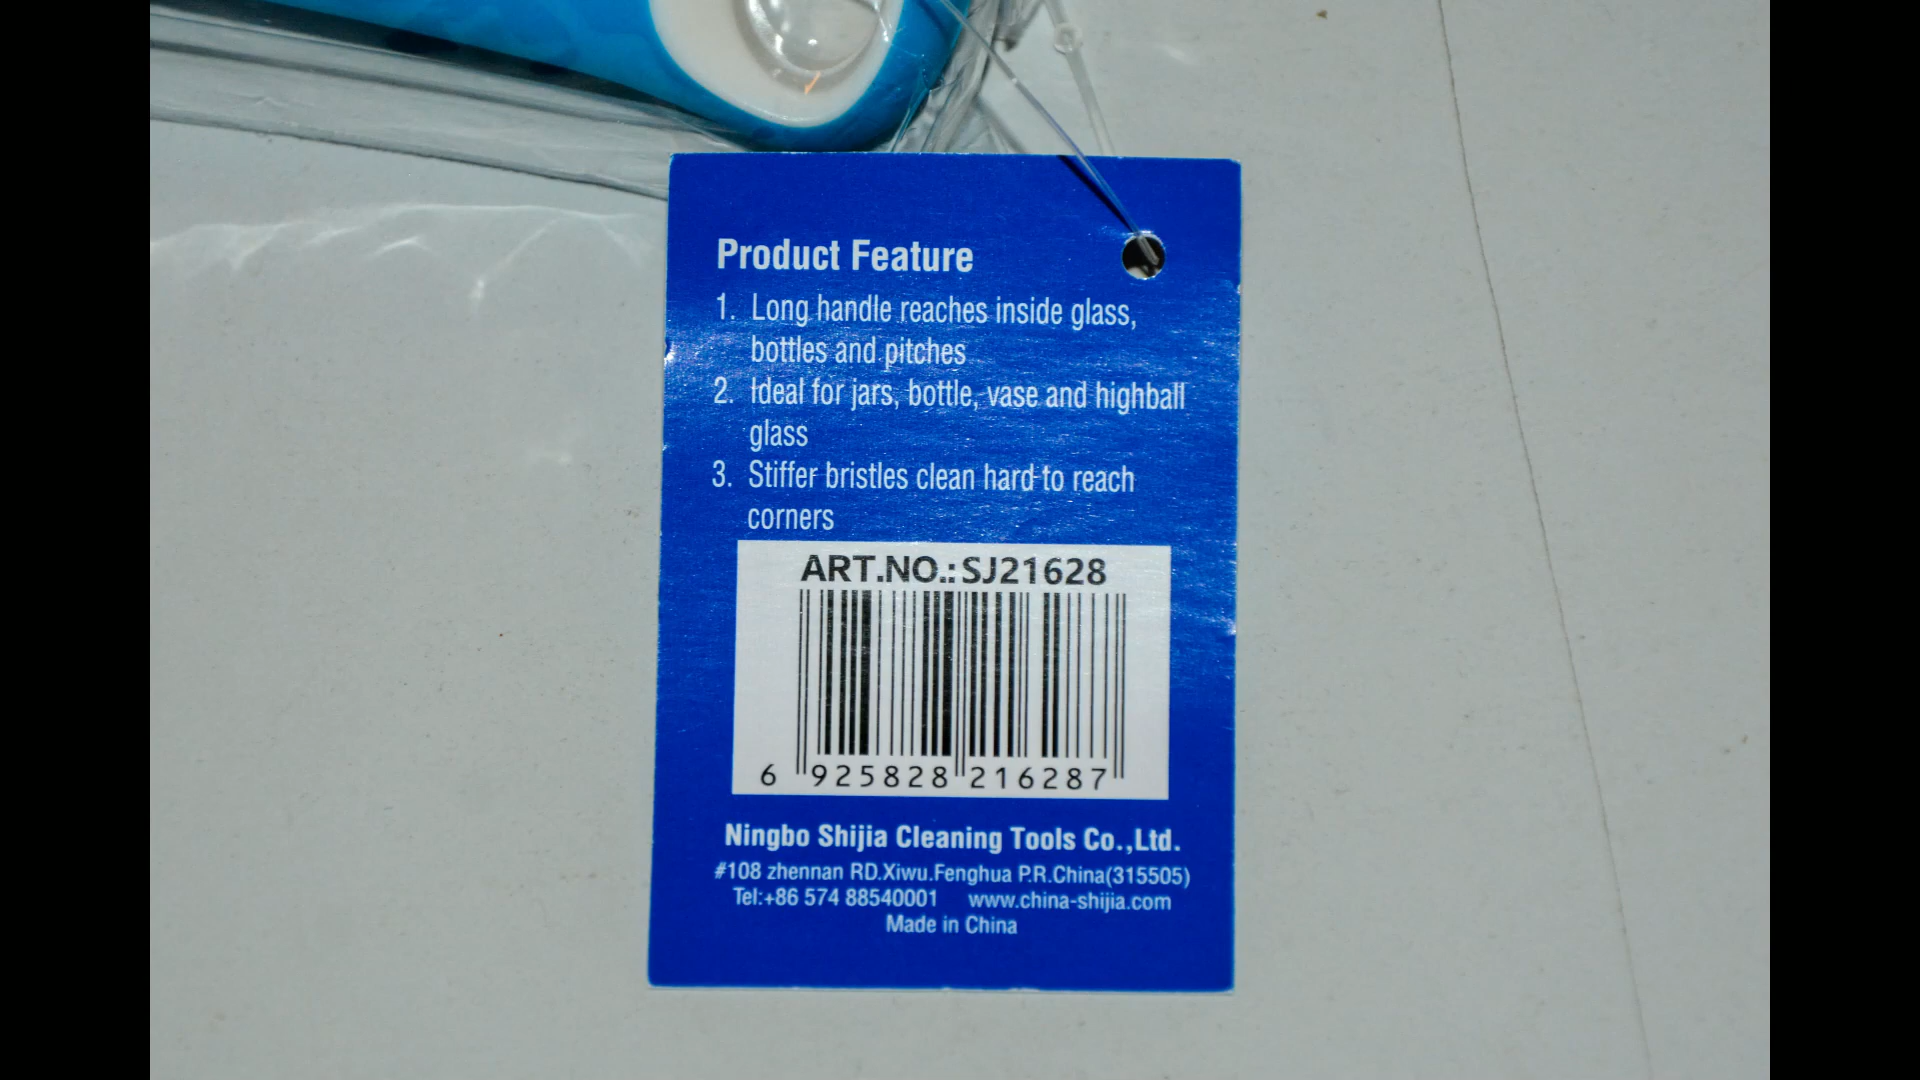 Product Feature
1. Long handle reaches inside glass,
bottles and pitches
2. Ideal for jars, bottle, vase and highball
glass
3. Stiffer bristles clean hard to reach
corners
ART.NO.:SJ21628
6 925828 216287
Ningbo Shijia Cleaning Tools Co.,Ltd.
#108 zhennan RD.Xiwu.Fenghua P.R.China(315505)
Tel:+86 574 88540001 www.china-shijia.com
Made in China